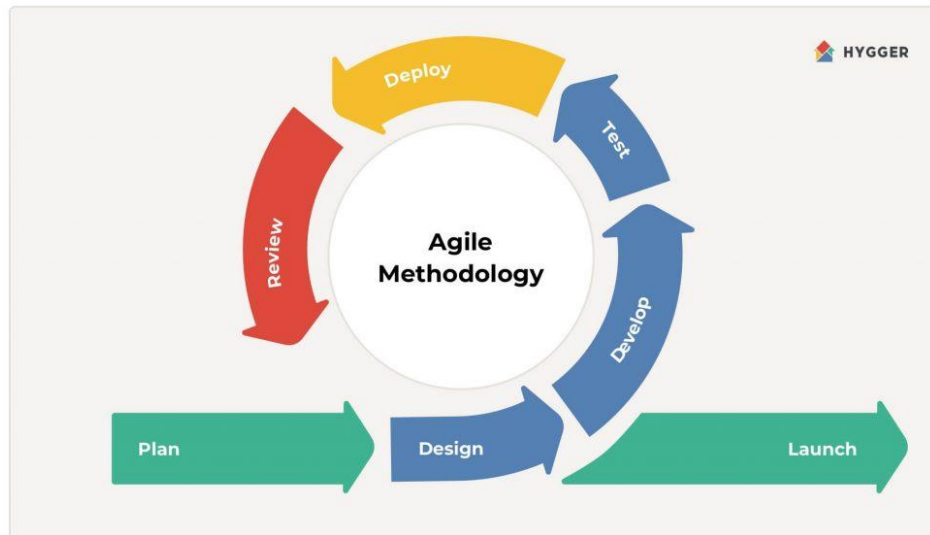 HYGGER
Deploy
Test
Review
Agile
Methodology
Develop
Plan
Design
Launch